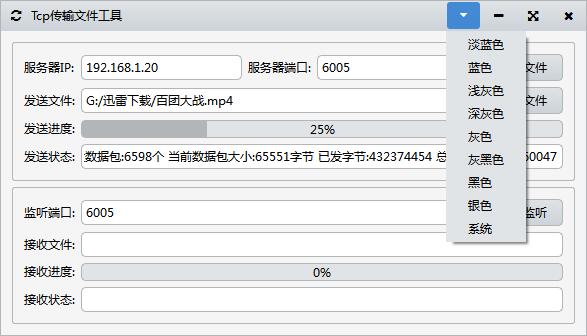 Tcp传输文件工具
服务器IP: 192.168.1.20 服务器端口: 6005 文件
发送文件: G:/迅雷下载/百团大战.mp4 文件
发送进度: 25%
发送状态: 数据包:6598个 当前数据包大小:65551字节 已发字节:432374454 总 60047
监听端口: 6005 监听
接收文件:
接收进度: 0%
接收状态:
淡蓝色
蓝色
浅灰色
深灰色
灰色
灰黑色
黑色
银色
系统